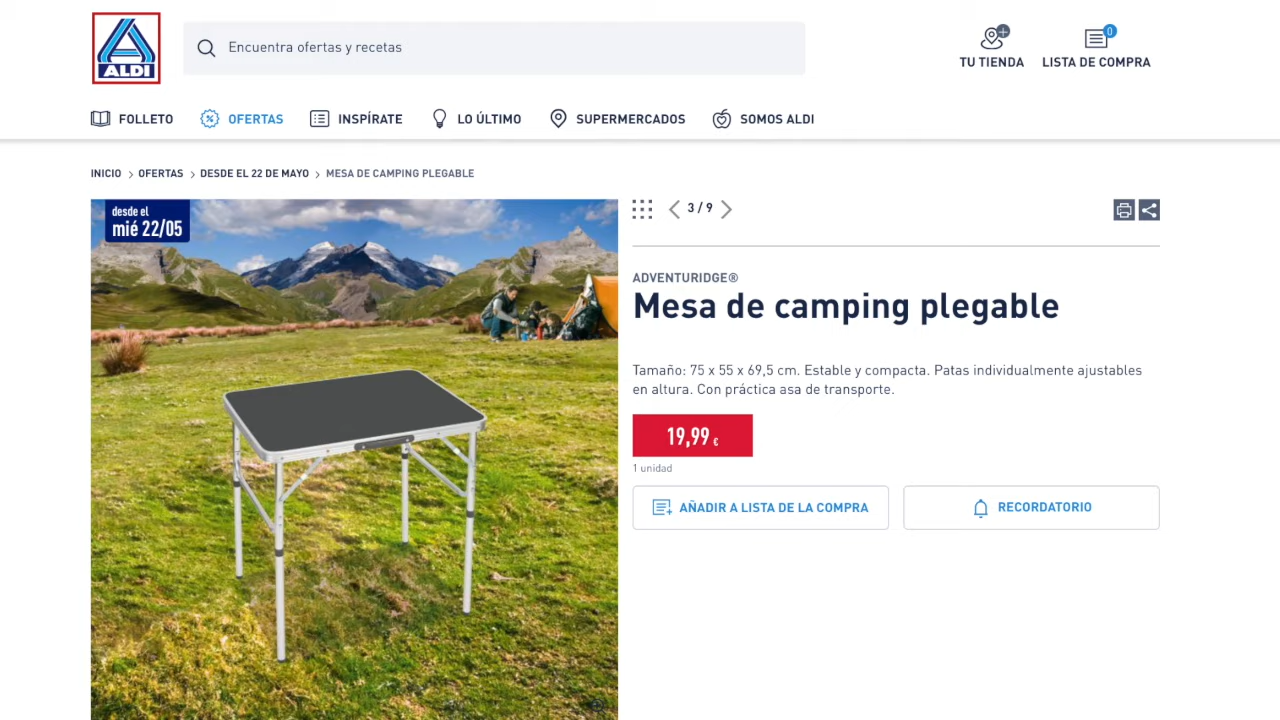 ALDI
Encuentra ofertas y recetas
TU TIENDA
0
LISTA DE COMPRA
FOLLETO
OFERTAS
INSPÍRATE
LO ÚLTIMO
SUPERMERCADOS
SOMOS ALDI
INICIO > OFERTAS > DESDE EL 22 DE MAYO > MESA DE CAMPING PLEGABLE
desde el
mié 22/05
3 / 9
ADVENTURIDGE®
Mesa de camping plegable
Tamaño: 75 x 55 x 69,5 cm. Estable y compacta. Patas individualmente ajustables
en altura. Con práctica asa de transporte.
19,99 €
1 unidad
AÑADIR A LISTA DE LA COMPRA
RECORDATORIO